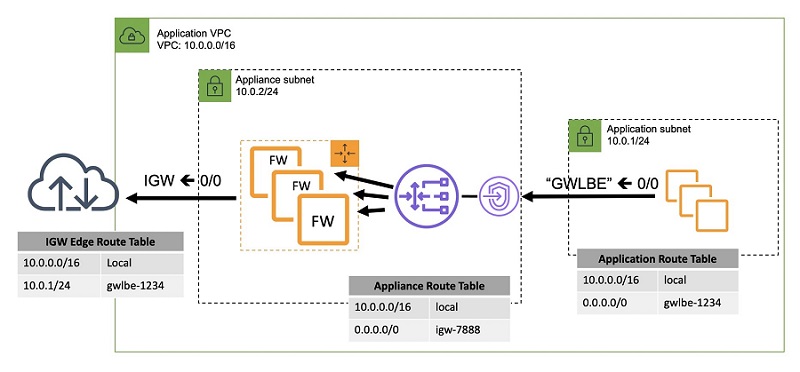 Application VPC
VPC: 10.0.0.0/16
Appliance subnet
10.0.2/24
Application subnet
10.0.1/24
FW
FW
FW
IGW 🡨 0/0
“GWLBE” 🡨 0/0
IGW Edge Route Table
10.0.0.0/16 Local
10.0.1/24 gwlbe-1234
Appliance Route Table
10.0.0.0/16 local
0.0.0.0/0 igw-7888
Application Route Table
10.0.0.0/16 local
0.0.0.0/0 gwlbe-1234